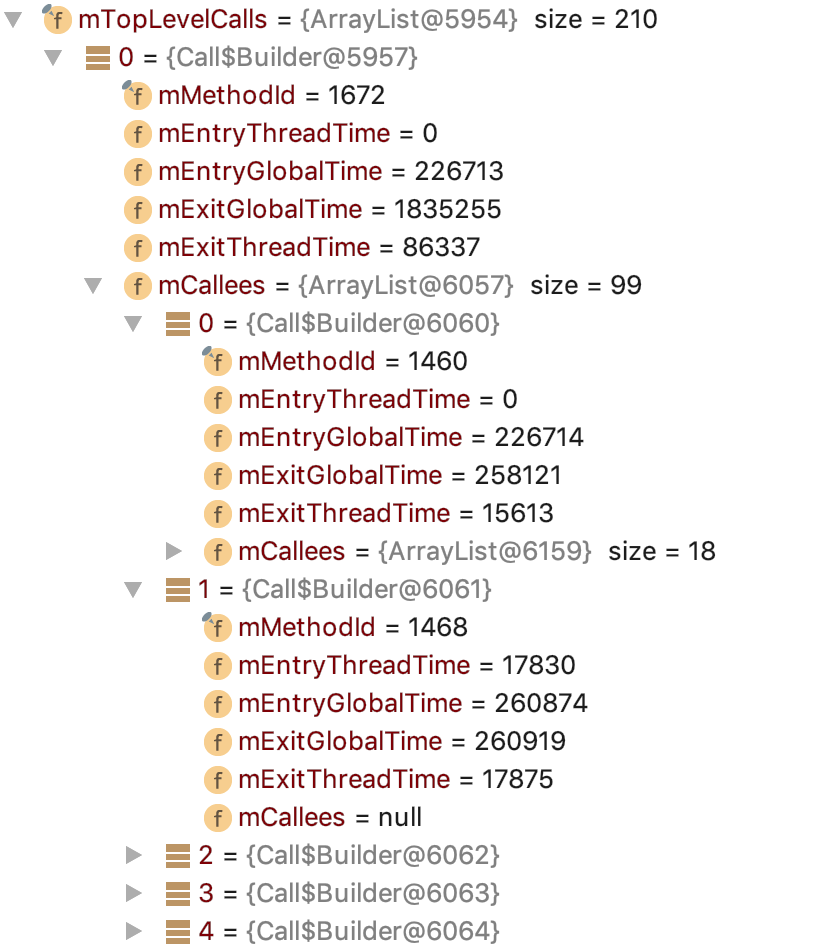 mTopLevelCalls = {ArrayList@5954} size = 210
0 = {Call$Builder@5957}
f mMethodId = 1672
f mEntryThreadTime = 0
f mEntryGlobalTime = 226713
f mExitGlobalTime = 1835255
f mExitThreadTime = 86337
f mCallees = {ArrayList@6057} size = 99
0 = {Call$Builder@6060}
f mMethodId = 1460
f mEntryThreadTime = 0
f mEntryGlobalTime = 226714
f mExitGlobalTime = 258121
f mExitThreadTime = 15613
f mCallees = {ArrayList@6159} size = 18
1 = {Call$Builder@6061}
f mMethodId = 1468
f mEntryThreadTime = 17830
f mEntryGlobalTime = 260874
f mExitGlobalTime = 260919
f mExitThreadTime = 17875
f mCallees = null
2 = {Call$Builder@6062}
3 = {Call$Builder@6063}
4 = {Call$Builder@6064}